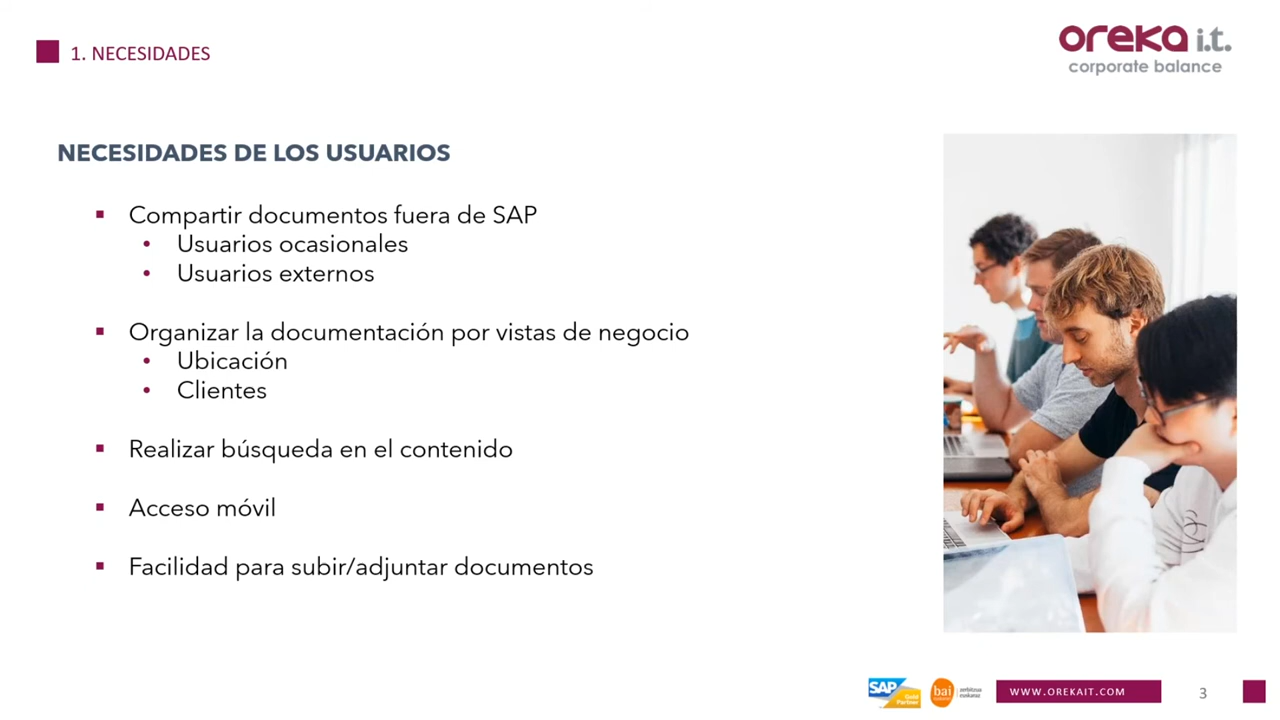 1. NECESIDADES
oreka i.t.
corporate balance
NECESIDADES DE LOS USUARIOS
Compartir documentos fuera de SAP
Usuarios ocasionales
Usuarios externos
Organizar la documentación por vistas de negocio
Ubicación
Clientes
Realizar búsqueda en el contenido
Acceso móvil
Facilidad para subir/adjuntar documentos
SAP
Gold
Partner
bai
WWW.OREKAIT.COM
3